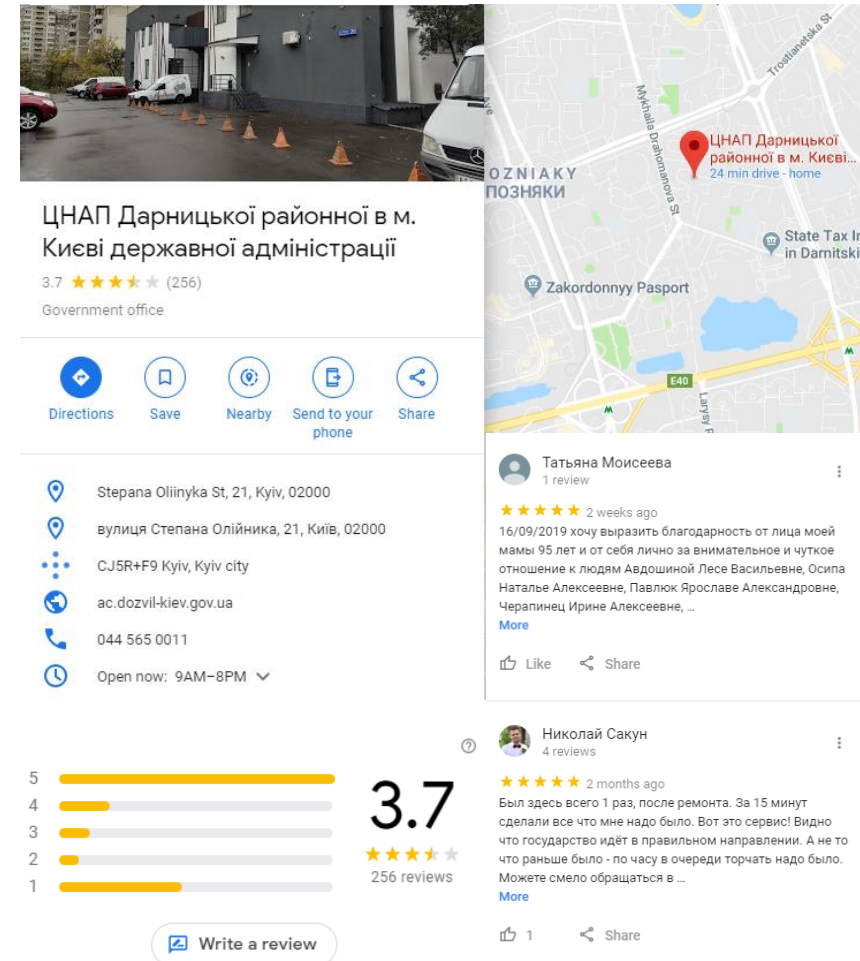 ЦНАП Дарницької районної в м.
Києві державної адміністрації
3.7 (256)
Government office
Directions
Save
Nearby
Send to your
phone
Share
Stepana Oliinyka St, 21, Kyiv, 02000
вулиця Степана Олійника, 21, Київ, 02000
CJ5R+F9 Kyiv, Kyiv city
ac.dozvil-kiev.gov.ua
044 565 0011
Open now: 9AM–8PM
5
4
3
2
1
3.7
256 reviews
Write a review
Trostianetska St
Mykhaila Drahomanova St
ЦНАП Дарницької
районної в м. Києві...
24 min drive - home
OZNIAKY
ПОЗНЯКИ
State Tax In
in Darnitski
Zakordonnyy Pasport
E40
M
M
Larysy R
Татьяна Моисеева
1 review
2 weeks ago
16/09/2019 хочу выразить благодарность от лица моей
мамы 95 лет и от себя лично за внимательное и чуткое
отношение к людям Авдошиной Лесе Васильевне, Осипа
Наталье Алексеевне, Павлюк Ярославе Александровне,
Черапинец Ирине Алексеевне, ...
More
Like
Share
Николай Сакун
4 reviews
2 months ago
Был здесь всего 1 раз, после ремонта. За 15 минут
сделали все что мне надо было. Вот это сервис! Видно
что государство идёт в правильном направлении. А не то
что раньше было - по часу в очереди торчать надо было.
Можете смело обращаться в ...
More
1
Share